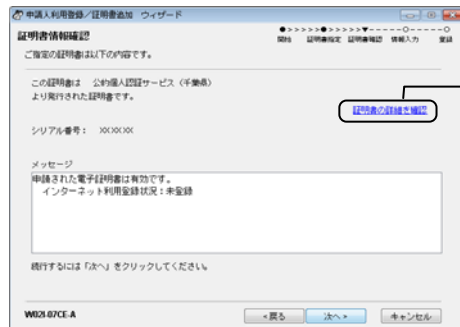 申請人利用登録／証明書追加 ウィザード
証明書情報確認
●>>>>>●>>>>>▼-----○-----○
開始 証明書指定 証明書確認 情報入力 登録
ご指定の証明書は以下の内容です。
この証明書は 公的個人認証サービス（千葉県）
より発行された証明書です。
証明書の詳細を確認
シリアル番号： XXXXXX
メッセージ
申請された電子証明書は有効です。
インターネット利用登録状況：未登録
続行するには「次へ」をクリックしてください。
WD2I-07CE-A
<戻る 次へ> キャンセル